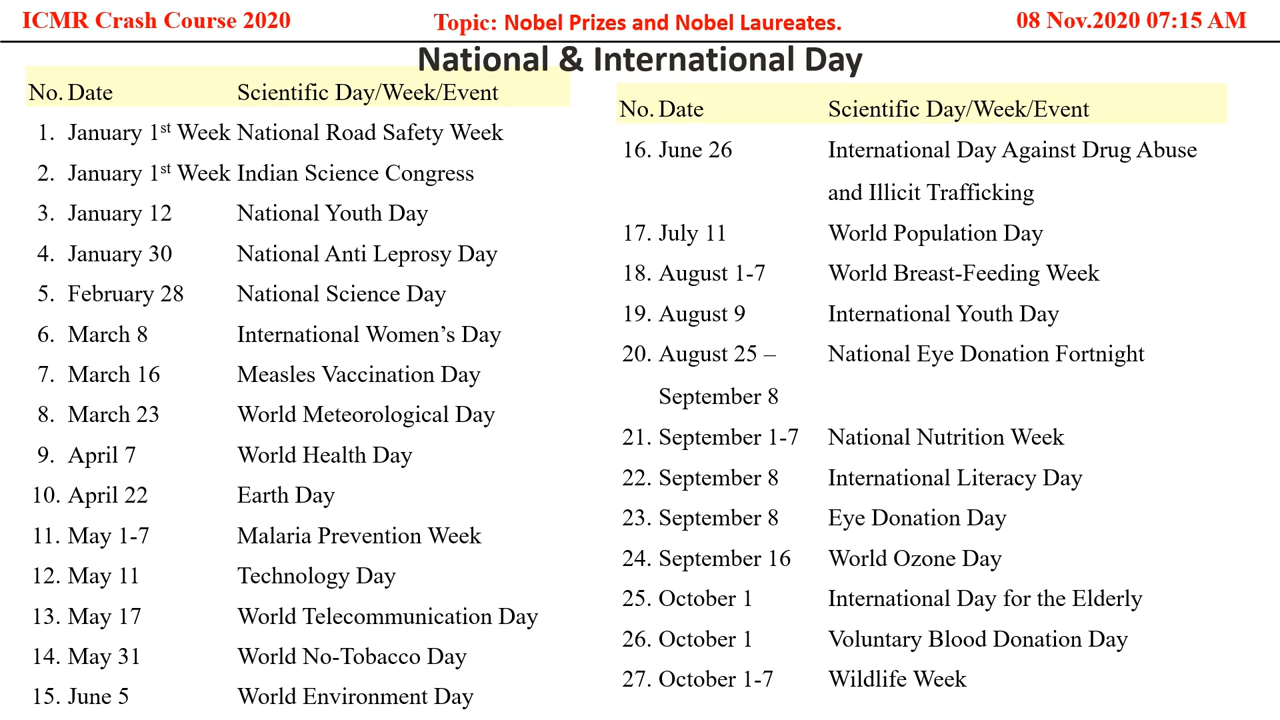 ICMR Crash Course 2020 Topic: Nobel Prizes and Nobel Laureates. 08 Nov.2020 07:15 AM
National & International Day
No. Date Scientific Day/Week/Event
1. January 1st Week National Road Safety Week
2. January 1st Week Indian Science Congress
3. January 12 National Youth Day
4. January 30 National Anti Leprosy Day
5. February 28 National Science Day
6. March 8 International Women’s Day
7. March 16 Measles Vaccination Day
8. March 23 World Meteorological Day
9. April 7 World Health Day
10. April 22 Earth Day
11. May 1-7 Malaria Prevention Week
12. May 11 Technology Day
13. May 17 World Telecommunication Day
14. May 31 World No-Tobacco Day
15. June 5 World Environment Day
No. Date Scientific Day/Week/Event
16. June 26 International Day Against Drug Abuse
and Illicit Trafficking
17. July 11 World Population Day
18. August 1-7 World Breast-Feeding Week
19. August 9 International Youth Day
20. August 25 – National Eye Donation Fortnight
September 8
21. September 1-7 National Nutrition Week
22. September 8 International Literacy Day
23. September 8 Eye Donation Day
24. September 16 World Ozone Day
25. October 1 International Day for the Elderly
26. October 1 Voluntary Blood Donation Day
27. October 1-7 Wildlife Week